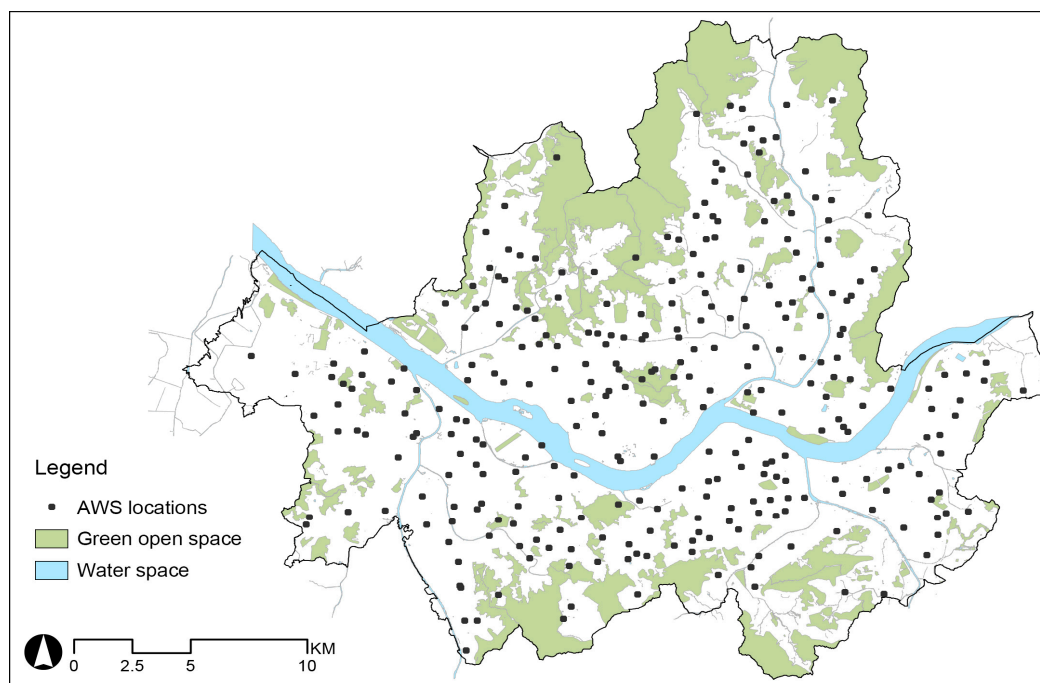 Legend
AWS locations
Green open space
Water space
KM
0 2.5 5 10